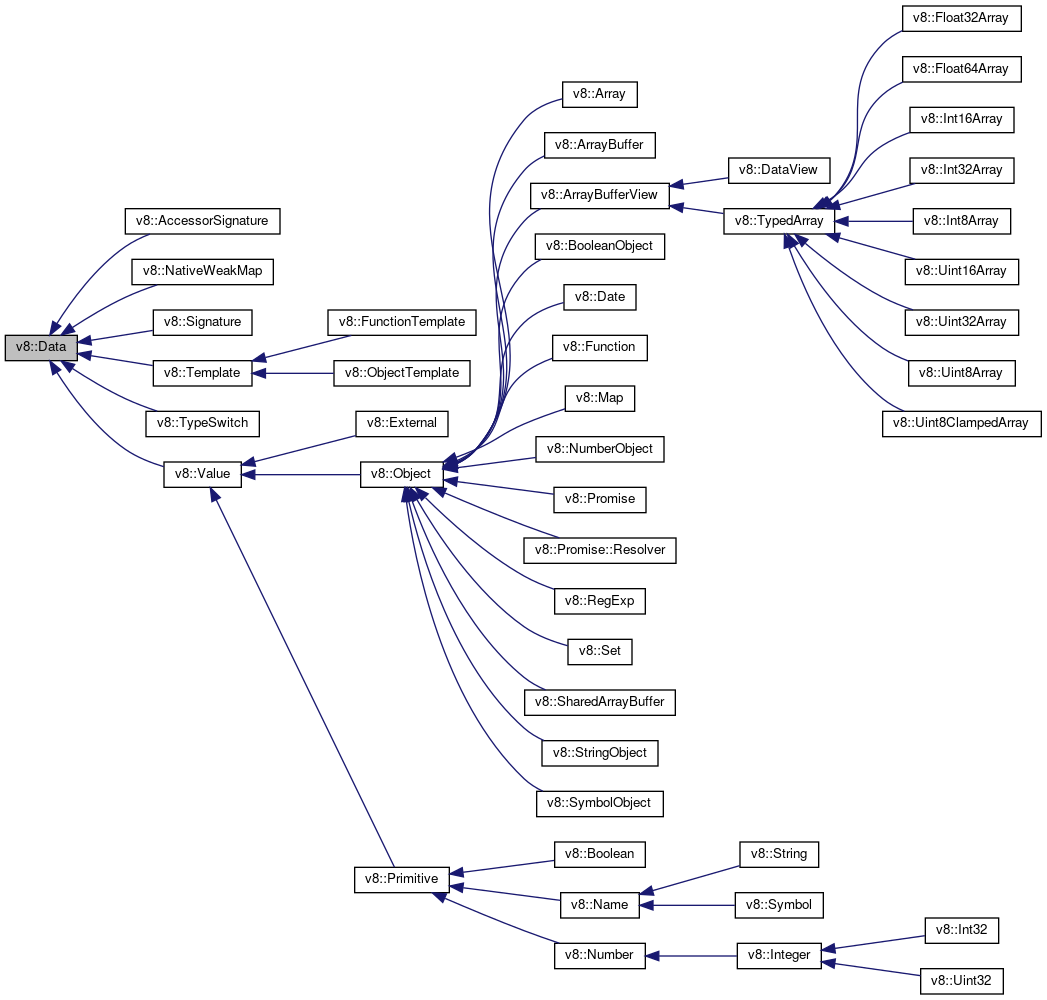 v8::Data
v8::AccessorSignature
v8::NativeWeakMap
v8::Signature
v8::Template
v8::TypeSwitch
v8::Value
v8::FunctionTemplate
v8::ObjectTemplate
v8::External
v8::Object
v8::Primitive
v8::Array
v8::ArrayBuffer
v8::ArrayBufferView
v8::BooleanObject
v8::Date
v8::Function
v8::Map
v8::NumberObject
v8::Promise
v8::Promise::Resolver
v8::RegExp
v8::Set
v8::SharedArrayBuffer
v8::StringObject
v8::SymbolObject
v8::Boolean
v8::Name
v8::Number
v8::DataView
v8::TypedArray
v8::String
v8::Symbol
v8::Integer
v8::Float32Array
v8::Float64Array
v8::Int16Array
v8::Int32Array
v8::Int8Array
v8::Uint16Array
v8::Uint32Array
v8::Uint8Array
v8::Uint8ClampedArray
v8::Int32
v8::Uint32